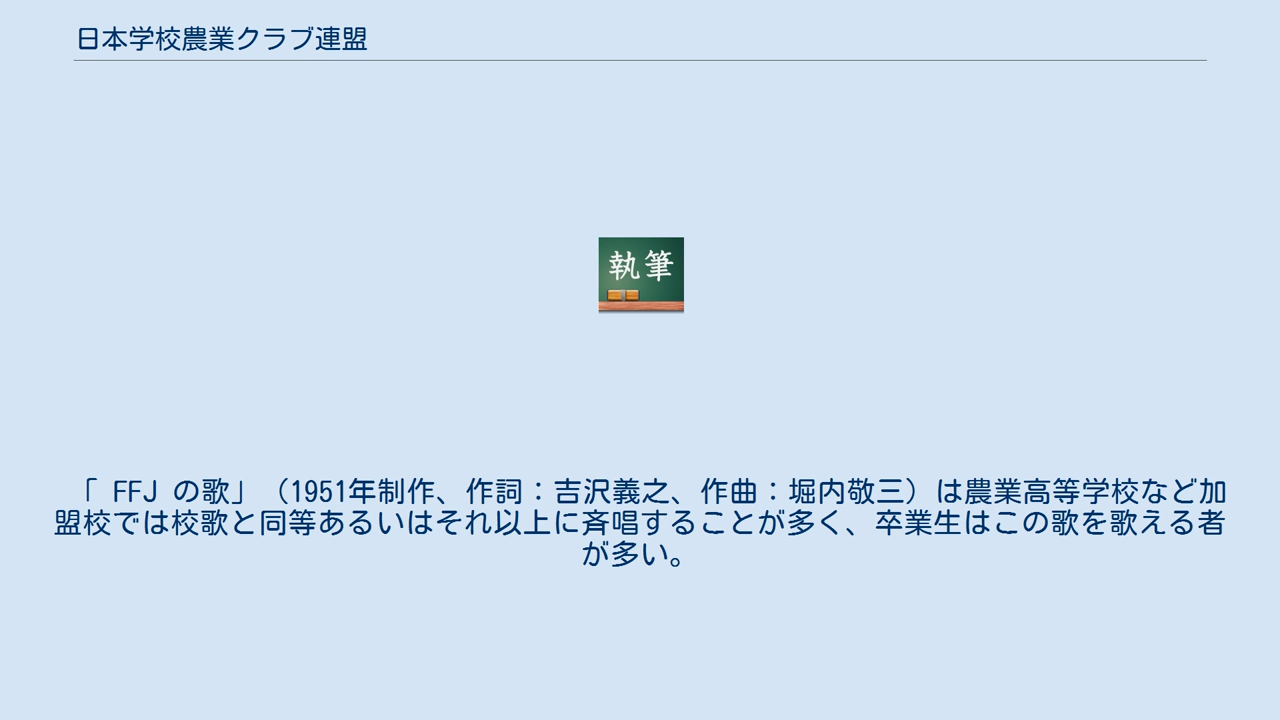 日本学校農業クラブ連盟
執筆
「 FFJ の歌」（1951年制作、作詞：吉沢義之、作曲：堀内敬三）は農業高等学校など加
盟校では校歌と同等あるいはそれ以上に斉唱することが多く、卒業生はこの歌を歌える者
が多い。